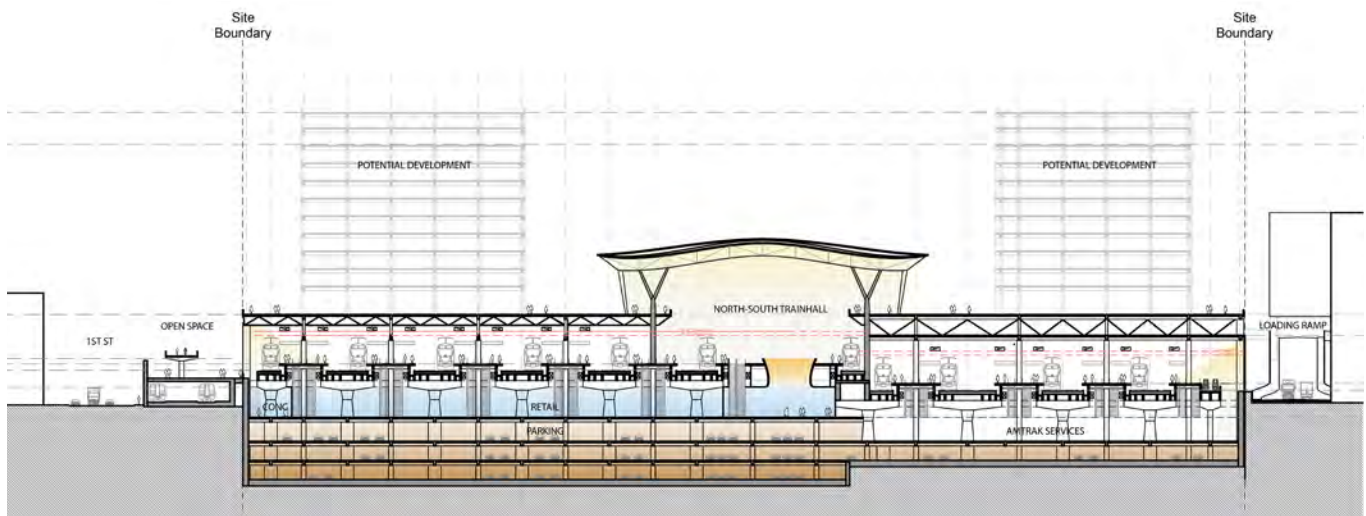 Site
Boundary
Site
Boundary
POTENTIAL DEVELOPMENT
POTENTIAL DEVELOPMENT
NORTH-SOUTH TRAINHALL
OPEN SPACE
LOADING RAMP
1ST ST
CONC
RETAIL
PARKING
AMTRAK SERVICES